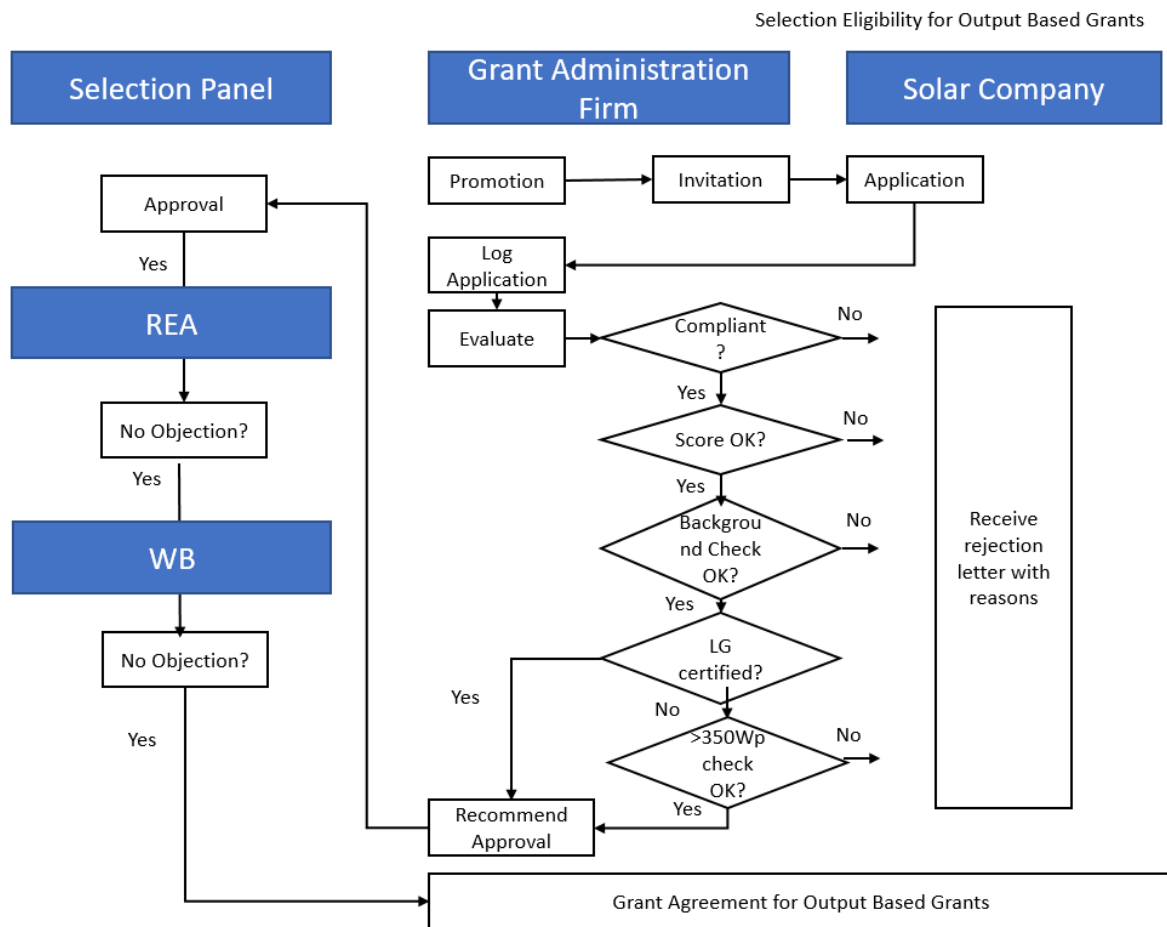 Selection Eligibility for Output Based Grants
Selection Panel
Grant Administration
Firm
Solar Company
Promotion
Invitation
Application
Approval
Yes
Log
Application
REA
Evaluate
Compliant
?
No
Yes
No Objection?
Score OK?
No
Yes
Yes
WB
Backgrou
nd Check
OK?
No
Receive
rejection
letter with
reasons
Yes
No Objection?
LG
certified?
Yes
No
Yes
>350Wp
check
OK?
No
Recommend
Approval
Yes
Grant Agreement for Output Based Grants